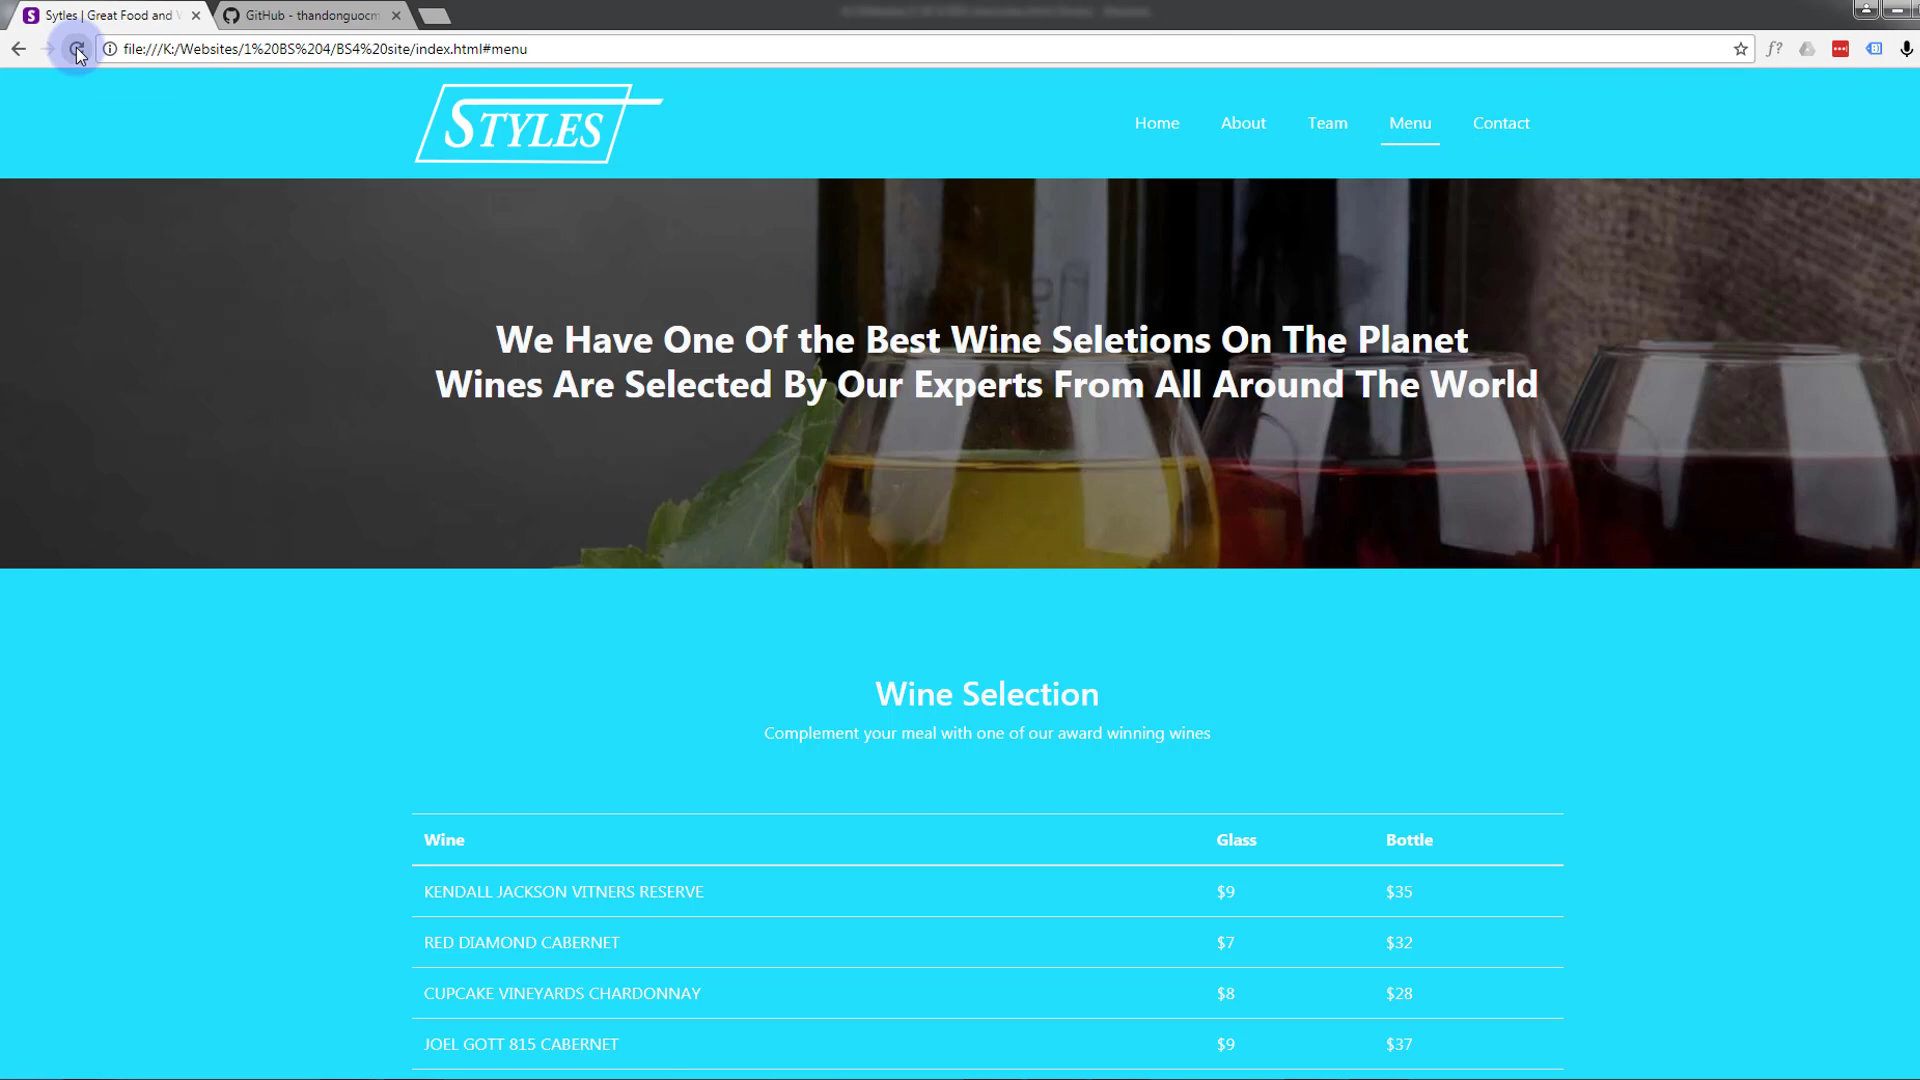 Sytles | Great Food and
GitHub - thandonguocm
file:///K:/Websites/1%20BS%204/BS4%20site/index.html#menu
f?
STYLES
Home
About
Team
Menu
Contact
We Have One Of the Best Wine Seletions On The Planet
Wines Are Selected By Our Experts From All Around The World
Wine Selection
Complement your meal with one of our award winning wines
Wine Glass Bottle
KENDALL JACKSON VITNERS RESERVE $9 $35
RED DIAMOND CABERNET $7 $32
CUPCAKE VINEYARDS CHARDONNAY $8 $28
JOEL GOTT 815 CABERNET $9 $37